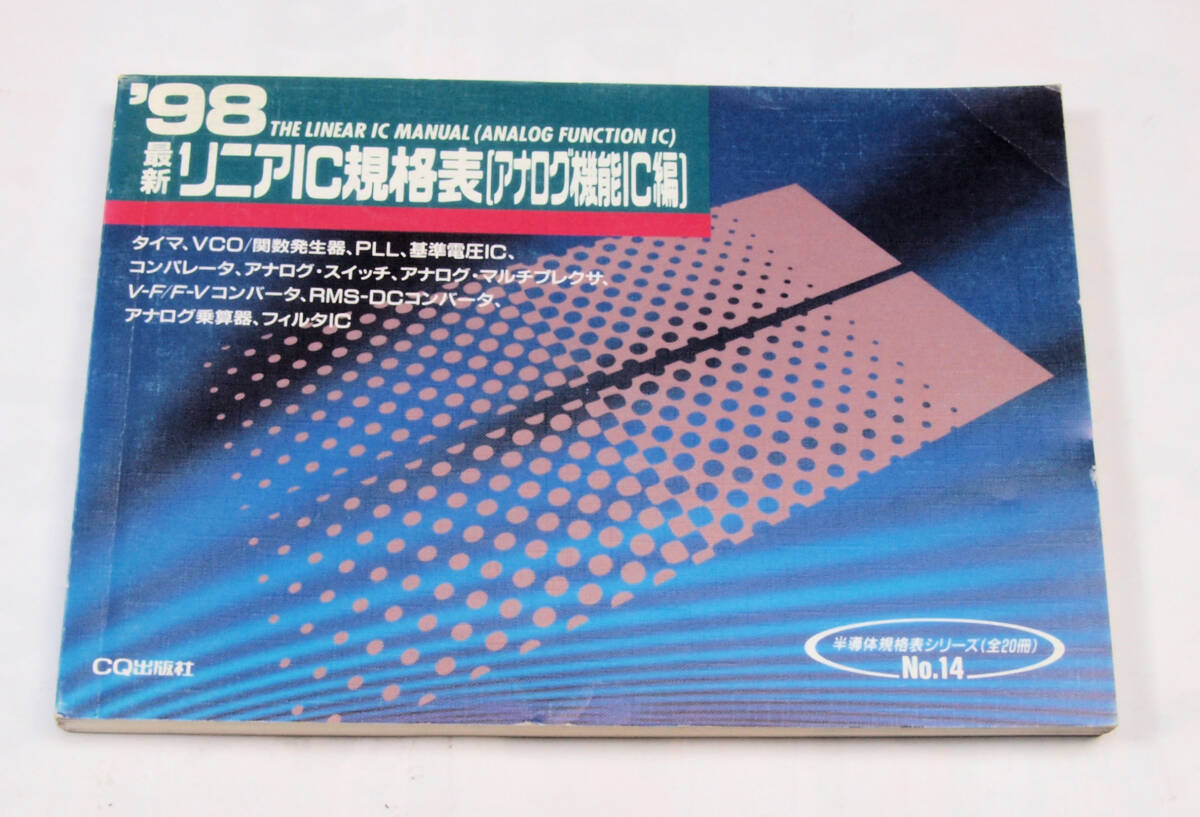 '98
THE LINEAR IC MANUAL (ANALOG FUNCTION IC)
最新リニアIC規格表〔アナログ機能IC編〕
タイマ、VCO/関数発生器、PLL、基準電圧IC、
コンパレータ、アナログ・スイッチ、アナログ・マルチプレクサ、
V-F/F-Vコンバータ、RMS-DCコンバータ、
アナログ乗算器、フィルタIC
半導体規格表シリーズ(全20冊)
No.14
CQ出版社